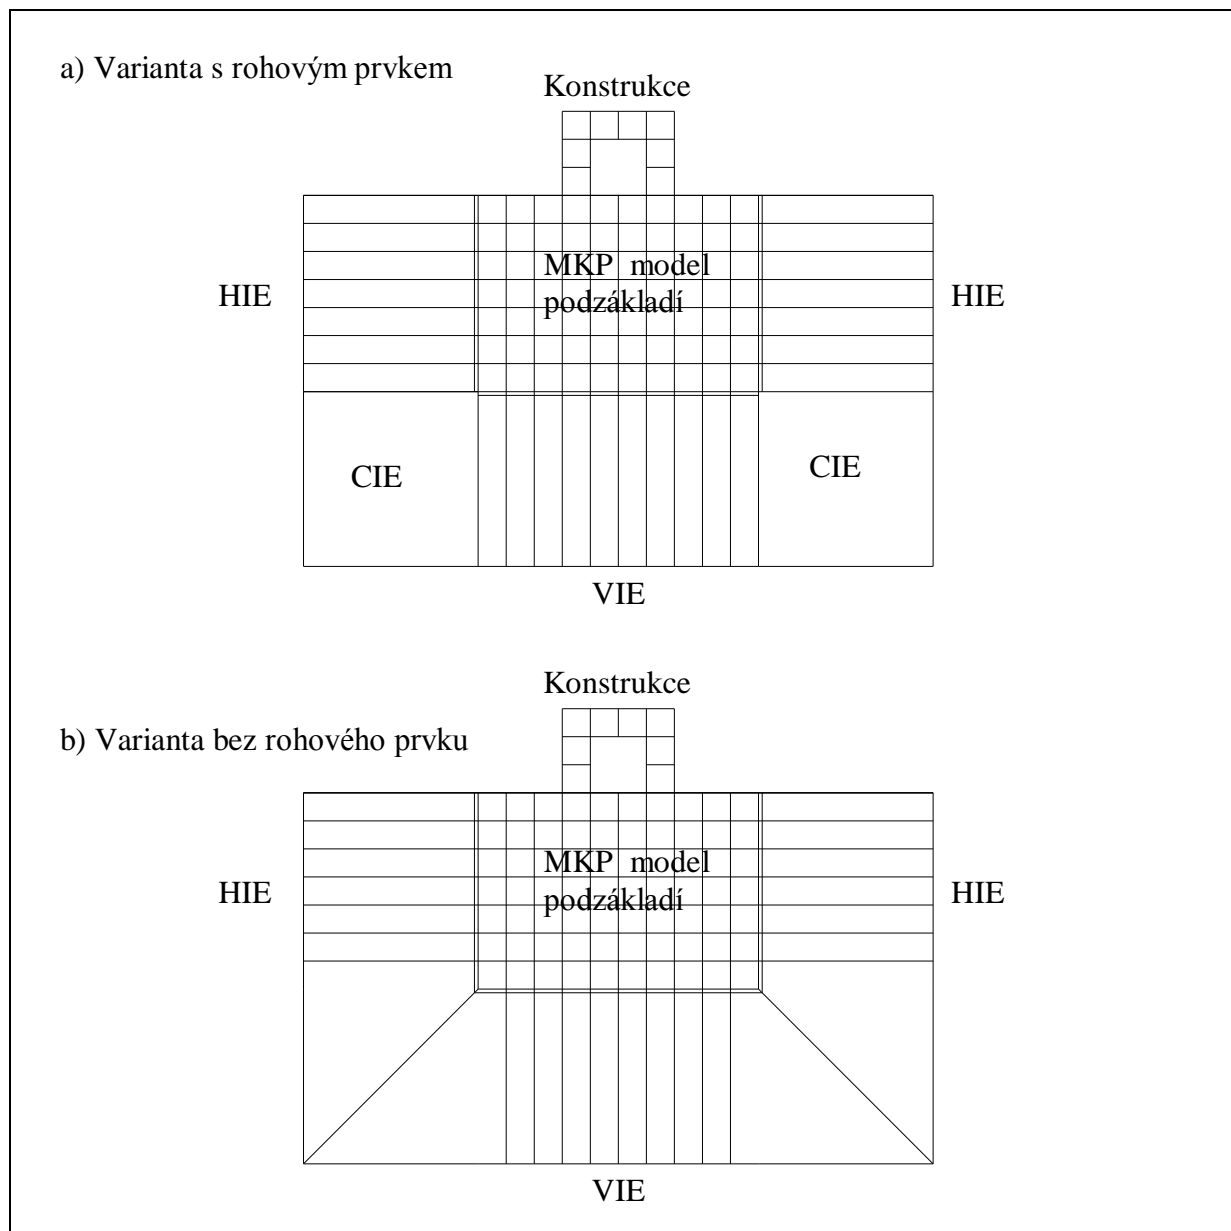 a) Varianta s rohovým prvkem
Konstrukce
MKP model
podzákladí
HIE
HIE
CIE
CIE
VIE
Konstrukce
b) Varianta bez rohového prvku
MKP model
podzákladí
HIE
HIE
VIE